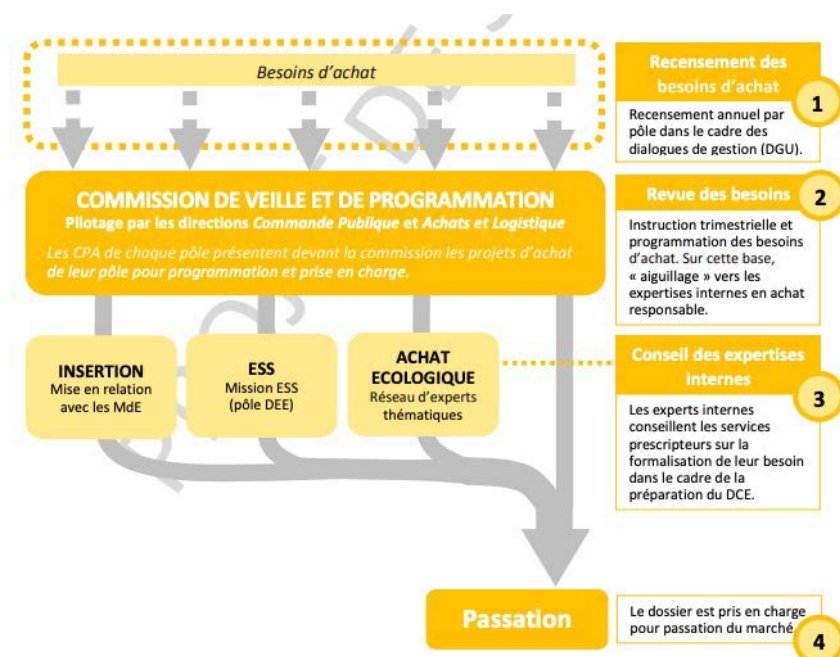 Besoins d'achat
Recensement des
besoins d'achat
1
Recensement annuel par
pôle dans le cadre des
dialogues de gestion (DGU).
COMMISSION DE VEILLE ET DE PROGRAMMATION
Pilotage par les directions Commande Publique et Achats et Logistique
Les CPA de chaque pôle présentent devant la commission les projets d'achat
de leur pôle pour programmation et prise en charge.
Revue des besoins
2
Instruction trimestrielle et
programmation des besoins
d'achat. Sur cette base,
« aiguillage » vers les
expertises internes en achat
responsable.
INSERTION
Mise en relation
avec les MdE
ESS
Mission ESS
(pôle DEE)
ACHAT
ECOLOGIQUE
Réseau d'experts
thématiques
Conseil des expertises
internes
3
Les experts internes
conseillent les services
prescripteurs sur la
formalisation de leur besoin
dans le cadre de la
préparation du DCE.
Passation
Le dossier est pris en charge
pour passation du marché.
4